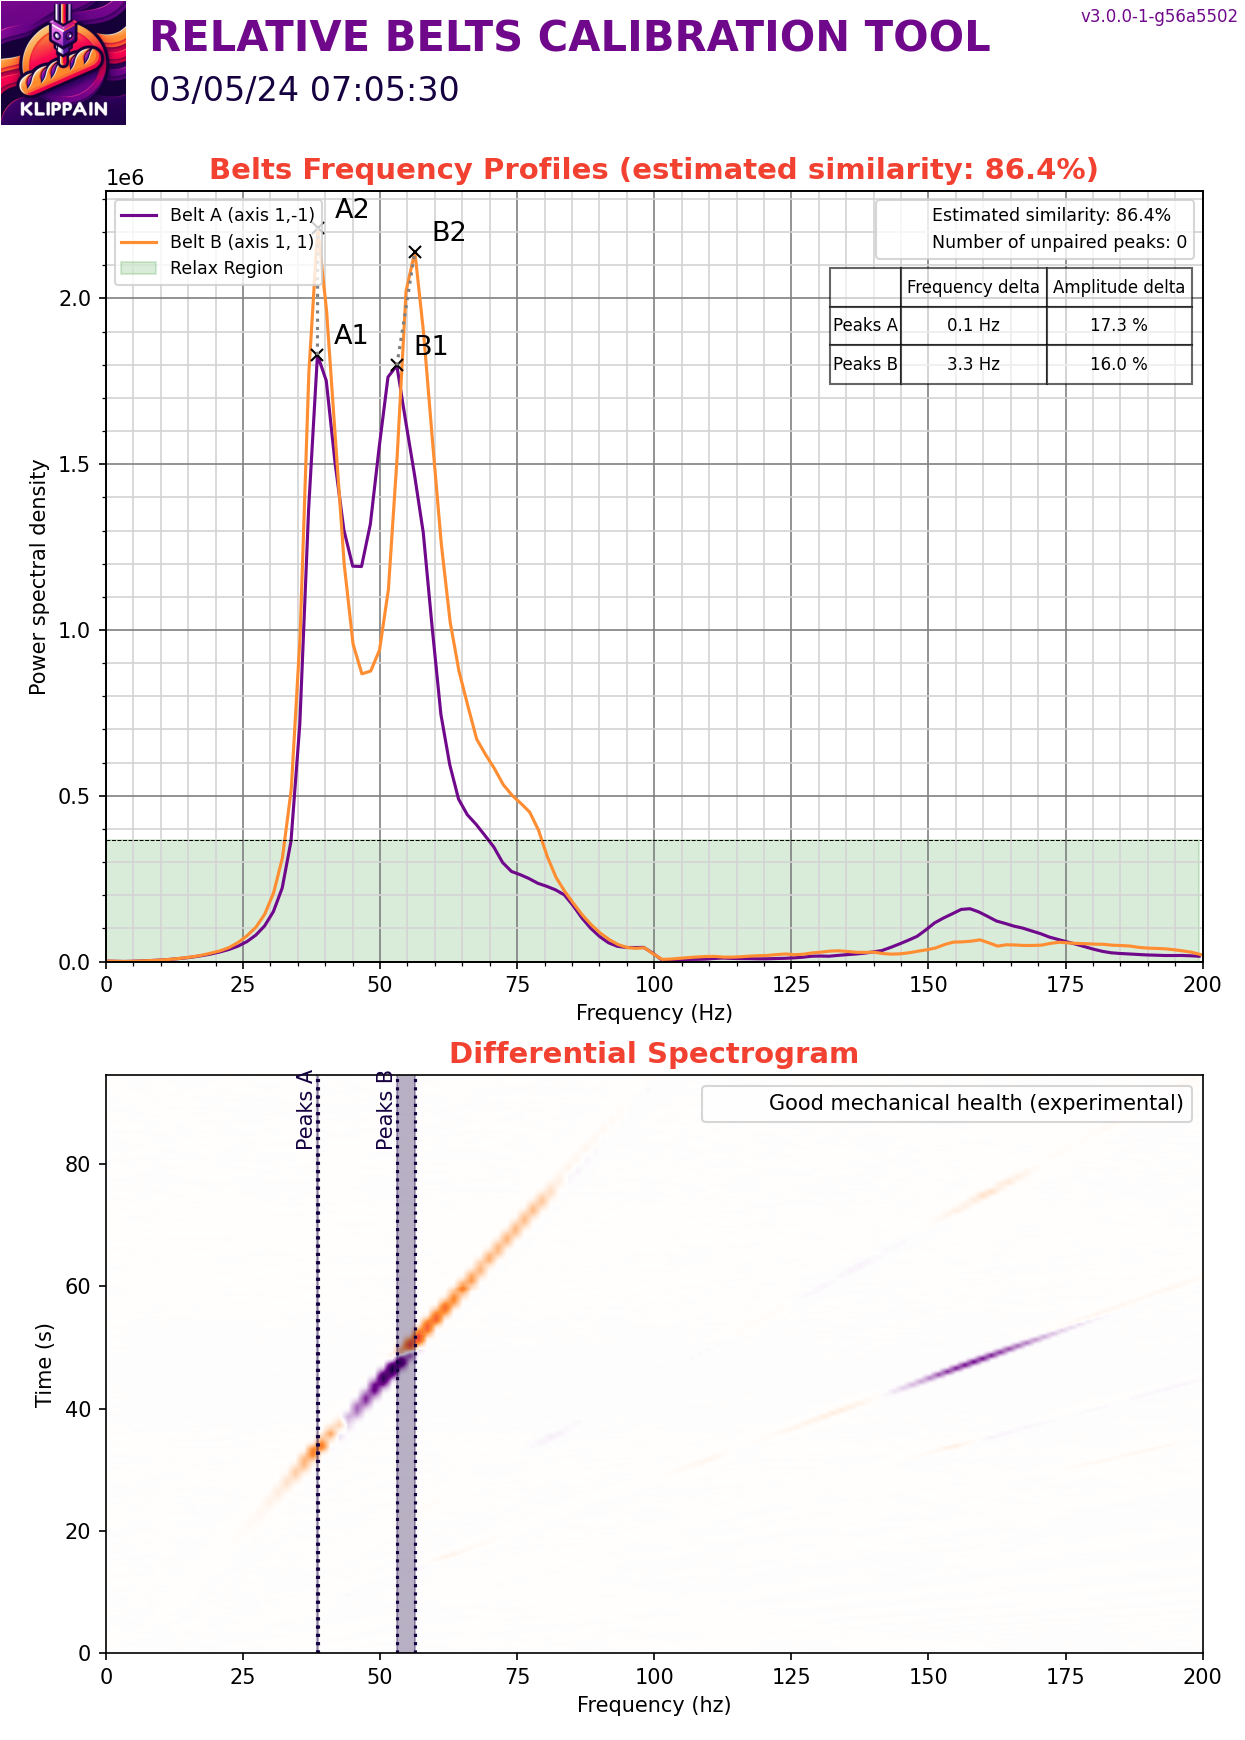 KLIPPAIN
RELATIVE BELTS CALIBRATION TOOL
03/05/24 07:05:30
v3.0.0-1-g56a5502
Belts Frequency Profiles (estimated similarity: 86.4%)
1e6
Belt A (axis 1,-1)
Belt B (axis 1, 1)
Relax Region
A2
B2
A1
B1
Estimated similarity: 86.4%
Number of unpaired peaks: 0
Frequency delta Amplitude delta
Peaks A 0.1 Hz 17.3 %
Peaks B 3.3 Hz 16.0 %
Power spectral density
2.0
1.5
1.0
0.5
0.0
0 25 50 75 100 125 150 175 200
Frequency (Hz)
Differential Spectrogram
Peaks A
Peaks B
Good mechanical health (experimental)
Time (s)
80
60
40
20
0
0 25 50 75 100 125 150 175 200
Frequency (hz)